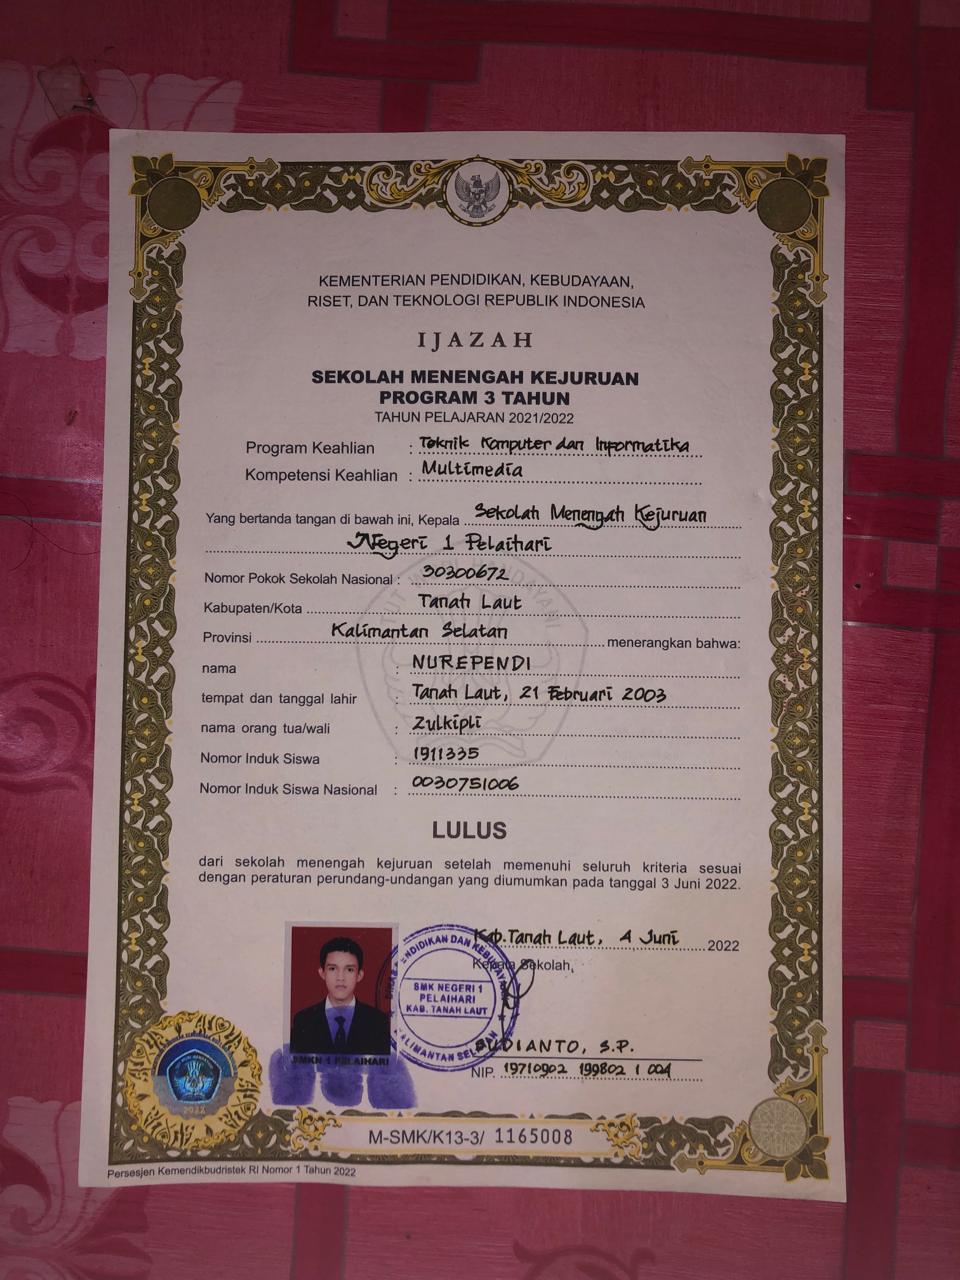 KEMENTERIAN PENDIDIKAN, KEBUDAYAAN,
RISET, DAN TEKNOLOGI REPUBLIK INDONESIA
IJAZAH
SEKOLAH MENENGAH KEJURUAN
PROGRAM 3 TAHUN
TAHUN PELAJARAN 2021/2022
Program Keahlian : Teknik Komputer dan Informatika
Kompetensi Keahlian : Multimedia
Yang bertanda tangan di bawah ini, Kepala Sekolah Menengah Kejuruan
Negeri 1 Pelaihari
Nomor Pokok Sekolah Nasional : 30300672
Kabupaten/Kota Tanah Laut
Provinsi Kalimantan Selatan menerangkan bahwa:
nama : NUREPENDI
tempat dan tanggal lahir : Tanah Laut, 21 Februari 2003
nama orang tua/wali : Zulkipli
Nomor Induk Siswa : 1911335
Nomor Induk Siswa Nasional : 0030751006
LULUS
dari sekolah menengah kejuruan setelah memenuhi seluruh kriteria sesuai
dengan peraturan perundang-undangan yang diumumkan pada tanggal 3 Juni 2022.
Kab. Tanah Laut, 4 Juni 2022
Kepala Sekolah,
PENDIDIKAN DAN KEBUDAYAAN
SMK NEGERI 1
PELAIHARI
KAB. TANAH LAUT
KALIMANTAN SELATAN
SMKN 1 PELAIHARI
BUDIANTO, S.P.
NIP. 19710902 199802 1 004
2022
M-SMK/K13-3/ 1165008
Persesjen Kemendikbudristek RI Nomor 1 Tahun 2022